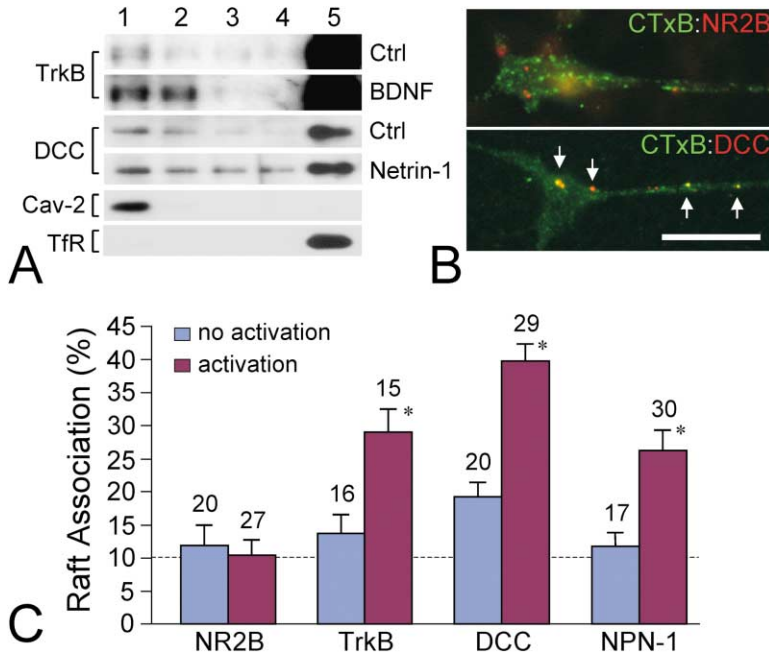 1 2 3 4 5
TrkB
Ctrl
BDNF
DCC
Ctrl
Netrin-1
Cav-2
TfR
A
CTxB:NR2B
CTxB:DCC
B
Raft Association (%)
45
40
35
30
25
20
15
10
5
0
no activation
activation
20
27
16
15
*
20
29
*
17
30
*
NR2B TrkB DCC NPN-1
C